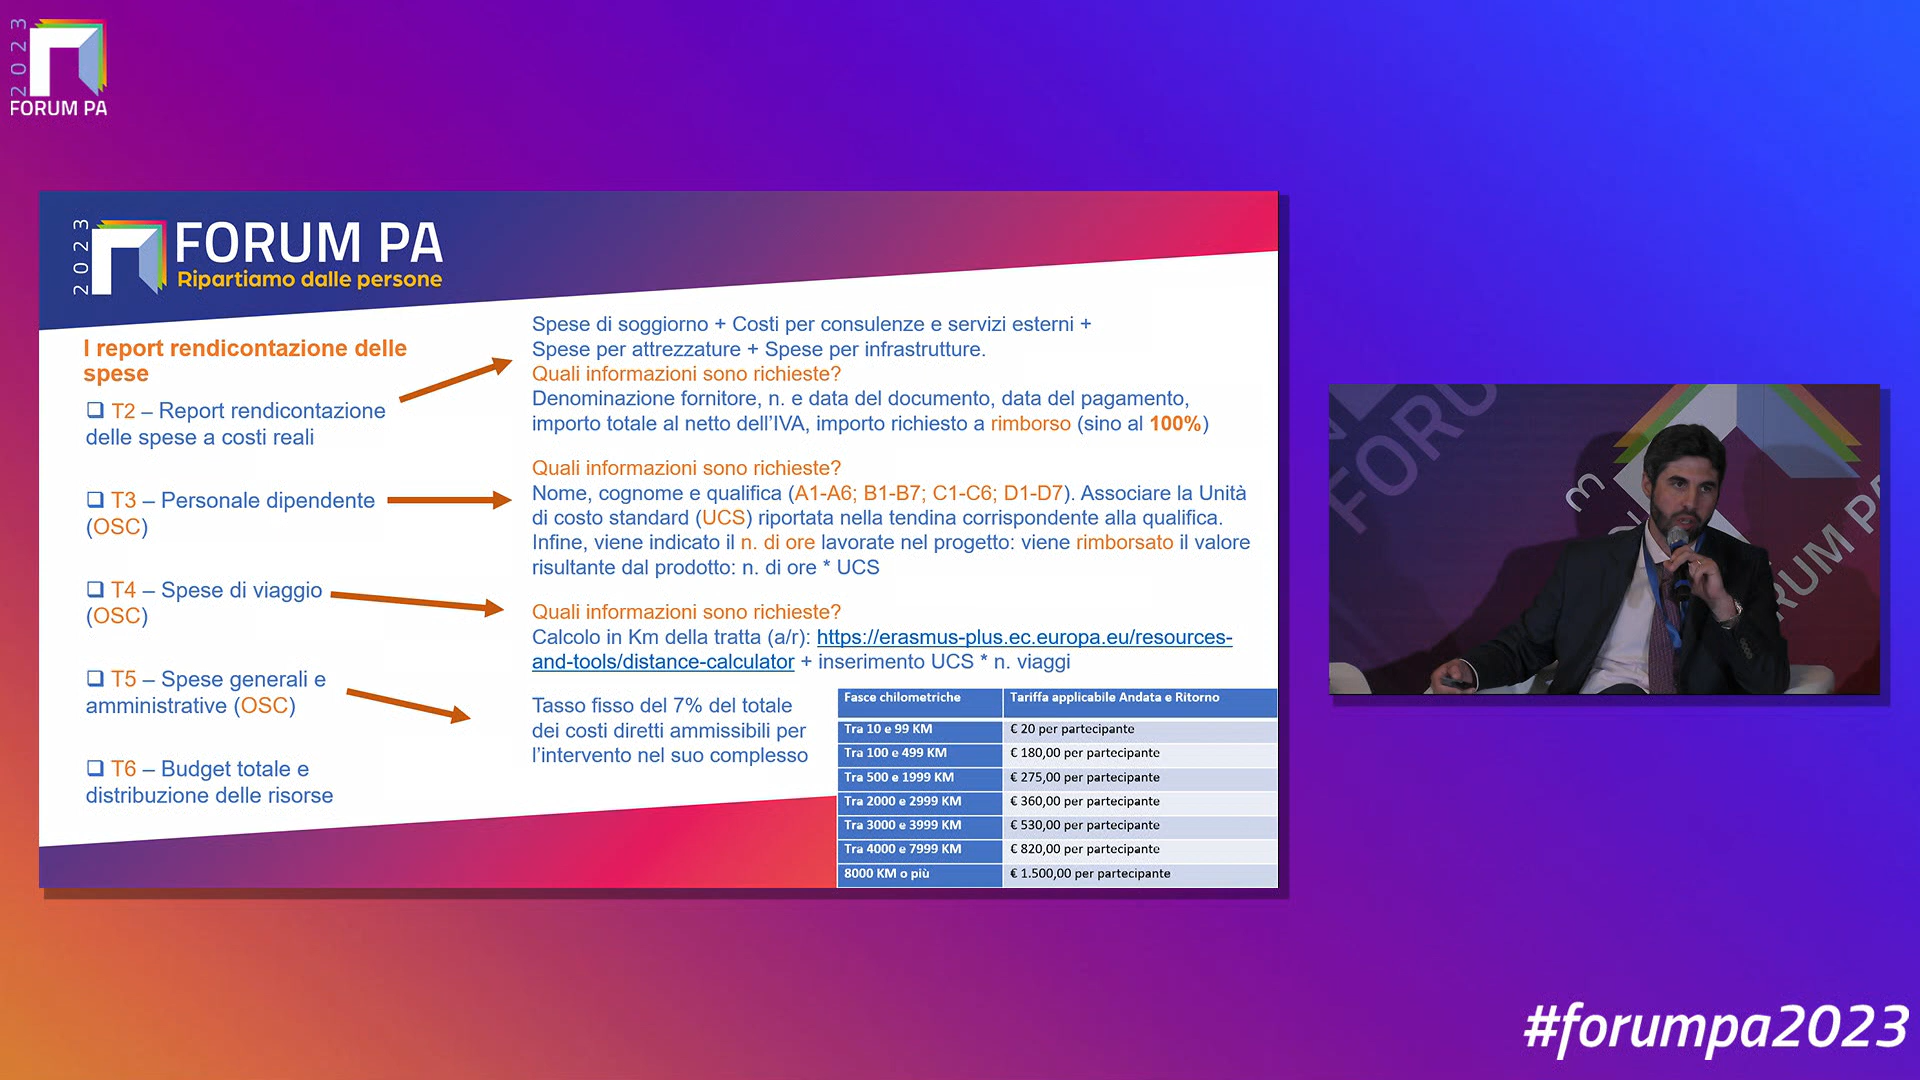 2023
FORUM PA
2023
FORUM PA
Ripartiamo dalle persone
I report rendicontazione delle
spese
❑ T2 – Report rendicontazione
delle spese a costi reali
❑ T3 – Personale dipendente
(OSC)
❑ T4 – Spese di viaggio
(OSC)
❑ T5 – Spese generali e
amministrative (OSC)
❑ T6 – Budget totale e
distribuzione delle risorse
Spese di soggiorno + Costi per consulenze e servizi esterni +
Spese per attrezzature + Spese per infrastrutture.
Quali informazioni sono richieste?
Denominazione fornitore, n. e data del documento, data del pagamento,
importo totale al netto dell’IVA, importo richiesto a rimborso (sino al 100%)
Quali informazioni sono richieste?
Nome, cognome e qualifica (A1-A6; B1-B7; C1-C6; D1-D7). Associare la Unità
di costo standard (UCS) riportata nella tendina corrispondente alla qualifica.
Infine, viene indicato il n. di ore lavorate nel progetto: viene rimborsato il valore
risultante dal prodotto: n. di ore * UCS
Quali informazioni sono richieste?
Calcolo in Km della tratta (a/r): https://erasmus-plus.ec.europa.eu/resources-
and-tools/distance-calculator + inserimento UCS * n. viaggi
Tasso fisso del 7% del totale
dei costi diretti ammissibili per
l’intervento nel suo complesso
Fasce chilometriche Tariffa applicabile Andata e Ritorno
Tra 10 e 99 KM € 20 per partecipante
Tra 100 e 499 KM € 180,00 per partecipante
Tra 500 e 1999 KM € 275,00 per partecipante
Tra 2000 e 2999 KM € 360,00 per partecipante
Tra 3000 e 3999 KM € 530,00 per partecipante
Tra 4000 e 7999 KM € 820,00 per partecipante
8000 KM o più € 1.500,00 per partecipante
FORU
3
RUM PA
#forumpa2023